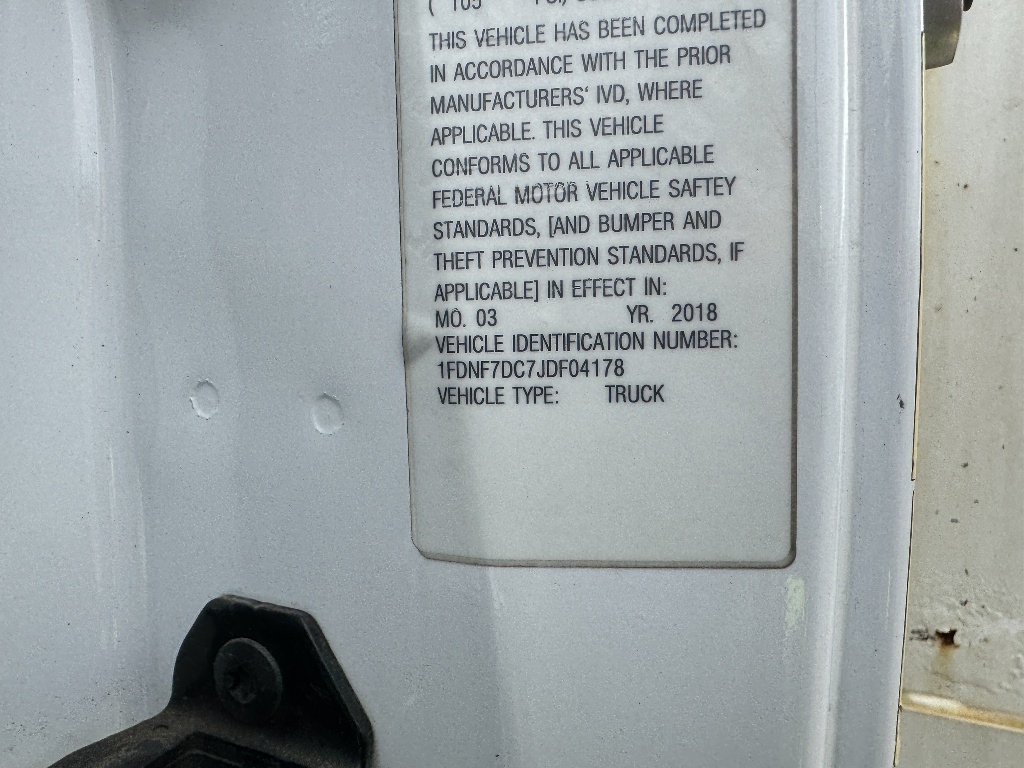 ( 105
THIS VEHICLE HAS BEEN COMPLETED
IN ACCORDANCE WITH THE PRIOR
MANUFACTURERS' IVD, WHERE
APPLICABLE. THIS VEHICLE
CONFORMS TO ALL APPLICABLE
FEDERAL MOTOR VEHICLE SAFTEY
STANDARDS, [AND BUMPER AND
THEFT PREVENTION STANDARDS, IF
APPLICABLE] IN EFFECT IN:
MO. 03 YR. 2018
VEHICLE IDENTIFICATION NUMBER:
1FDNF7DC7JDF04178
VEHICLE TYPE: TRUCK